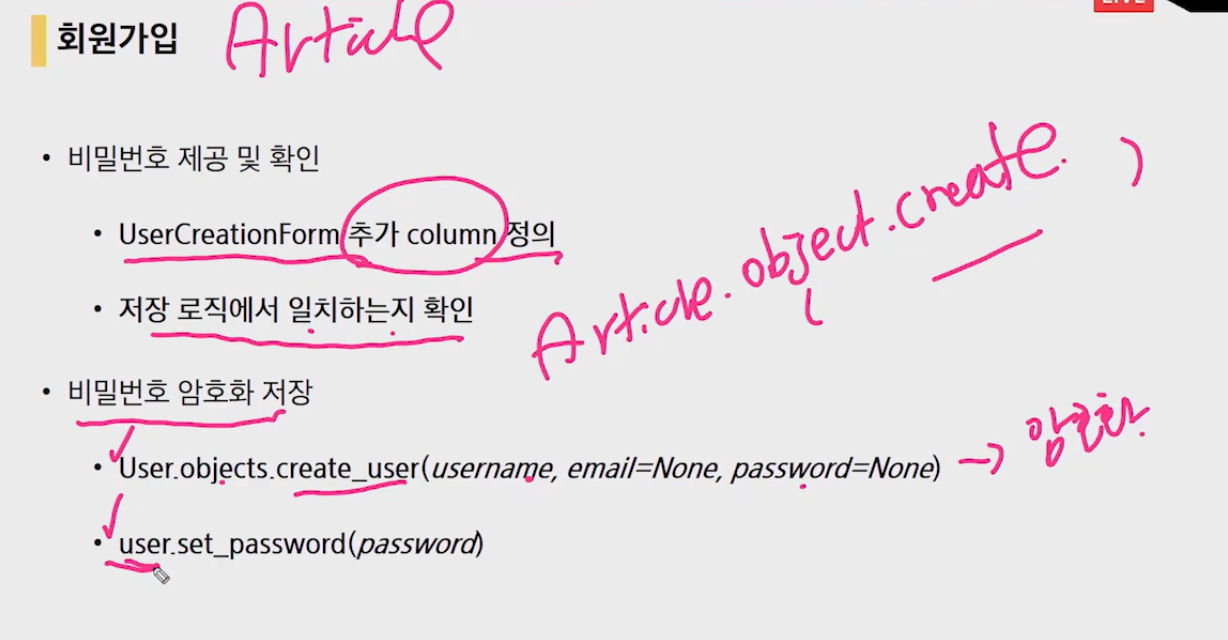 LIVE
회원가입 Article
• 비밀번호 제공 및 확인
• UserCreationForm 추가 column 정의
Article.object.create. )
• 저장 로직에서 일치하는지 확인
• 비밀번호 암호화 저장
• User.objects.create_user(username, email=None, password=None) → 암호화
• user.set_password(password)